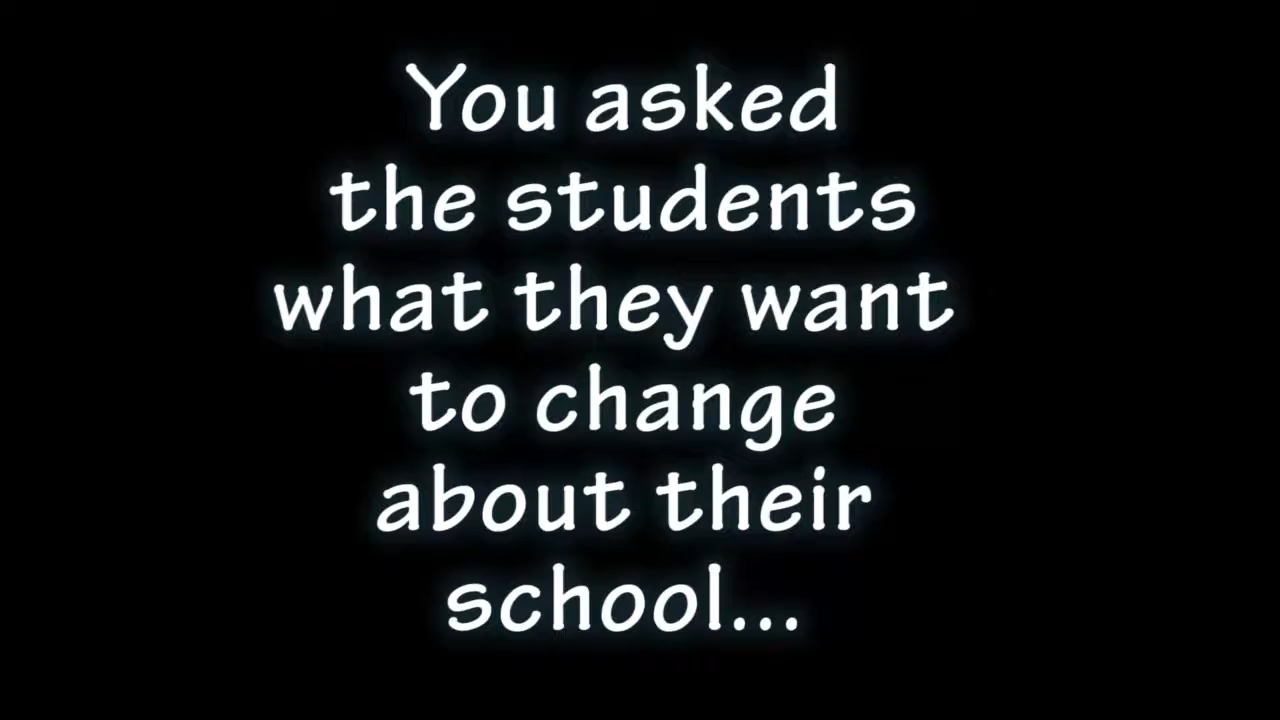 You asked
the students
what they want
to change
about their
school...